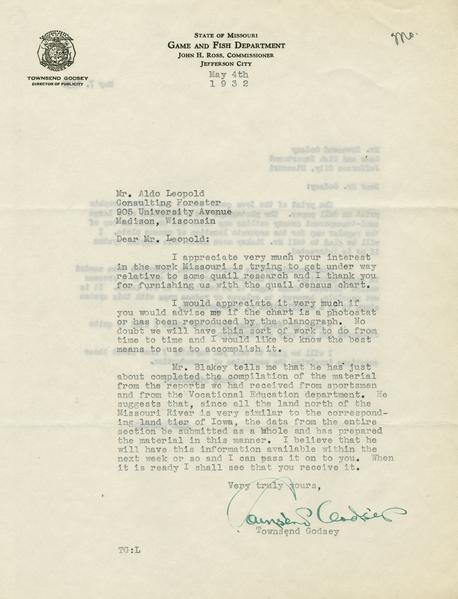 STATE OF MISSOURI
GAME AND FISH DEPARTMENT
JOHN H. ROSS, COMMISSIONER
JEFFERSON CITY
Mo.
TOWNSEND GODSEY
DIRECTOR OF PUBLICITY
May 4th
1932
Mr. Aldo Leopold
Consulting Forester
905 University Avenue
Madison, Wisconsin
Dear Mr. Leopold:
I appreciate very much your interest
in the work Missouri is trying to get under way
relative to some quail research and I thank you
for furnishing us with the quail census chart.
I would appreciate it very much if
you would advise me if the chart is a photostat
or has been reproduced by the planograph. No
doubt we will have this sort of work to do from
time to time and I would like to know the best
means to use to accomplish it.
Mr. Blakey tells me that he has just
about completed the compilation of the material
from the reports we had received from sportsmen
and from the Vocational Education department. He
suggests that, since all the land north of the
Missouri River is very similar to the correspond-
ing land tier of Iowa, the data from the entire
section be submitted as a whole and has prepared
the material in this manner. I believe that he
will have this information available within the
next week or so and I can pass it on to you. When
it is ready I shall see that you receive it.
Very truly yours,
Townsend Godsey
Townsend Godsey
TG:L